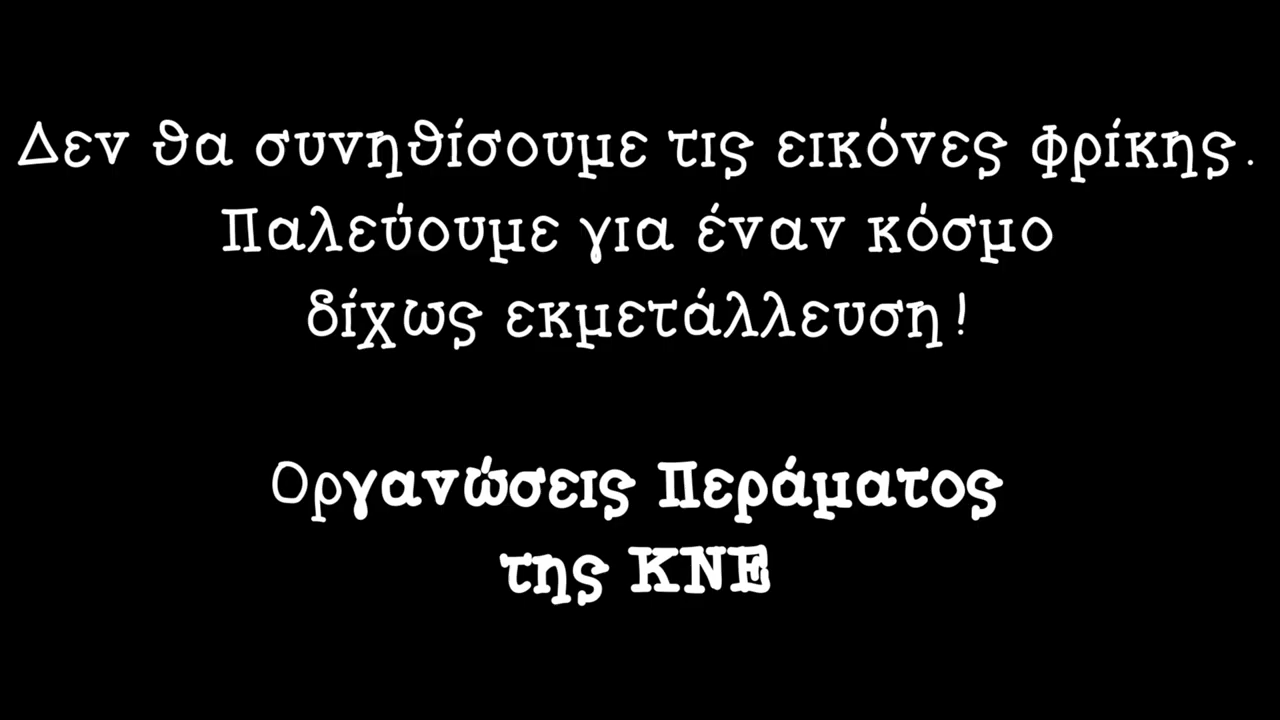 Δεν θα συνηθίσουμε τις εικόνες φρίκης.
Παλεύουμε για έναν κόσμο
δίχως εκμετάλλευση!
Οργανώσεις Περάματος
της ΚΝΕ